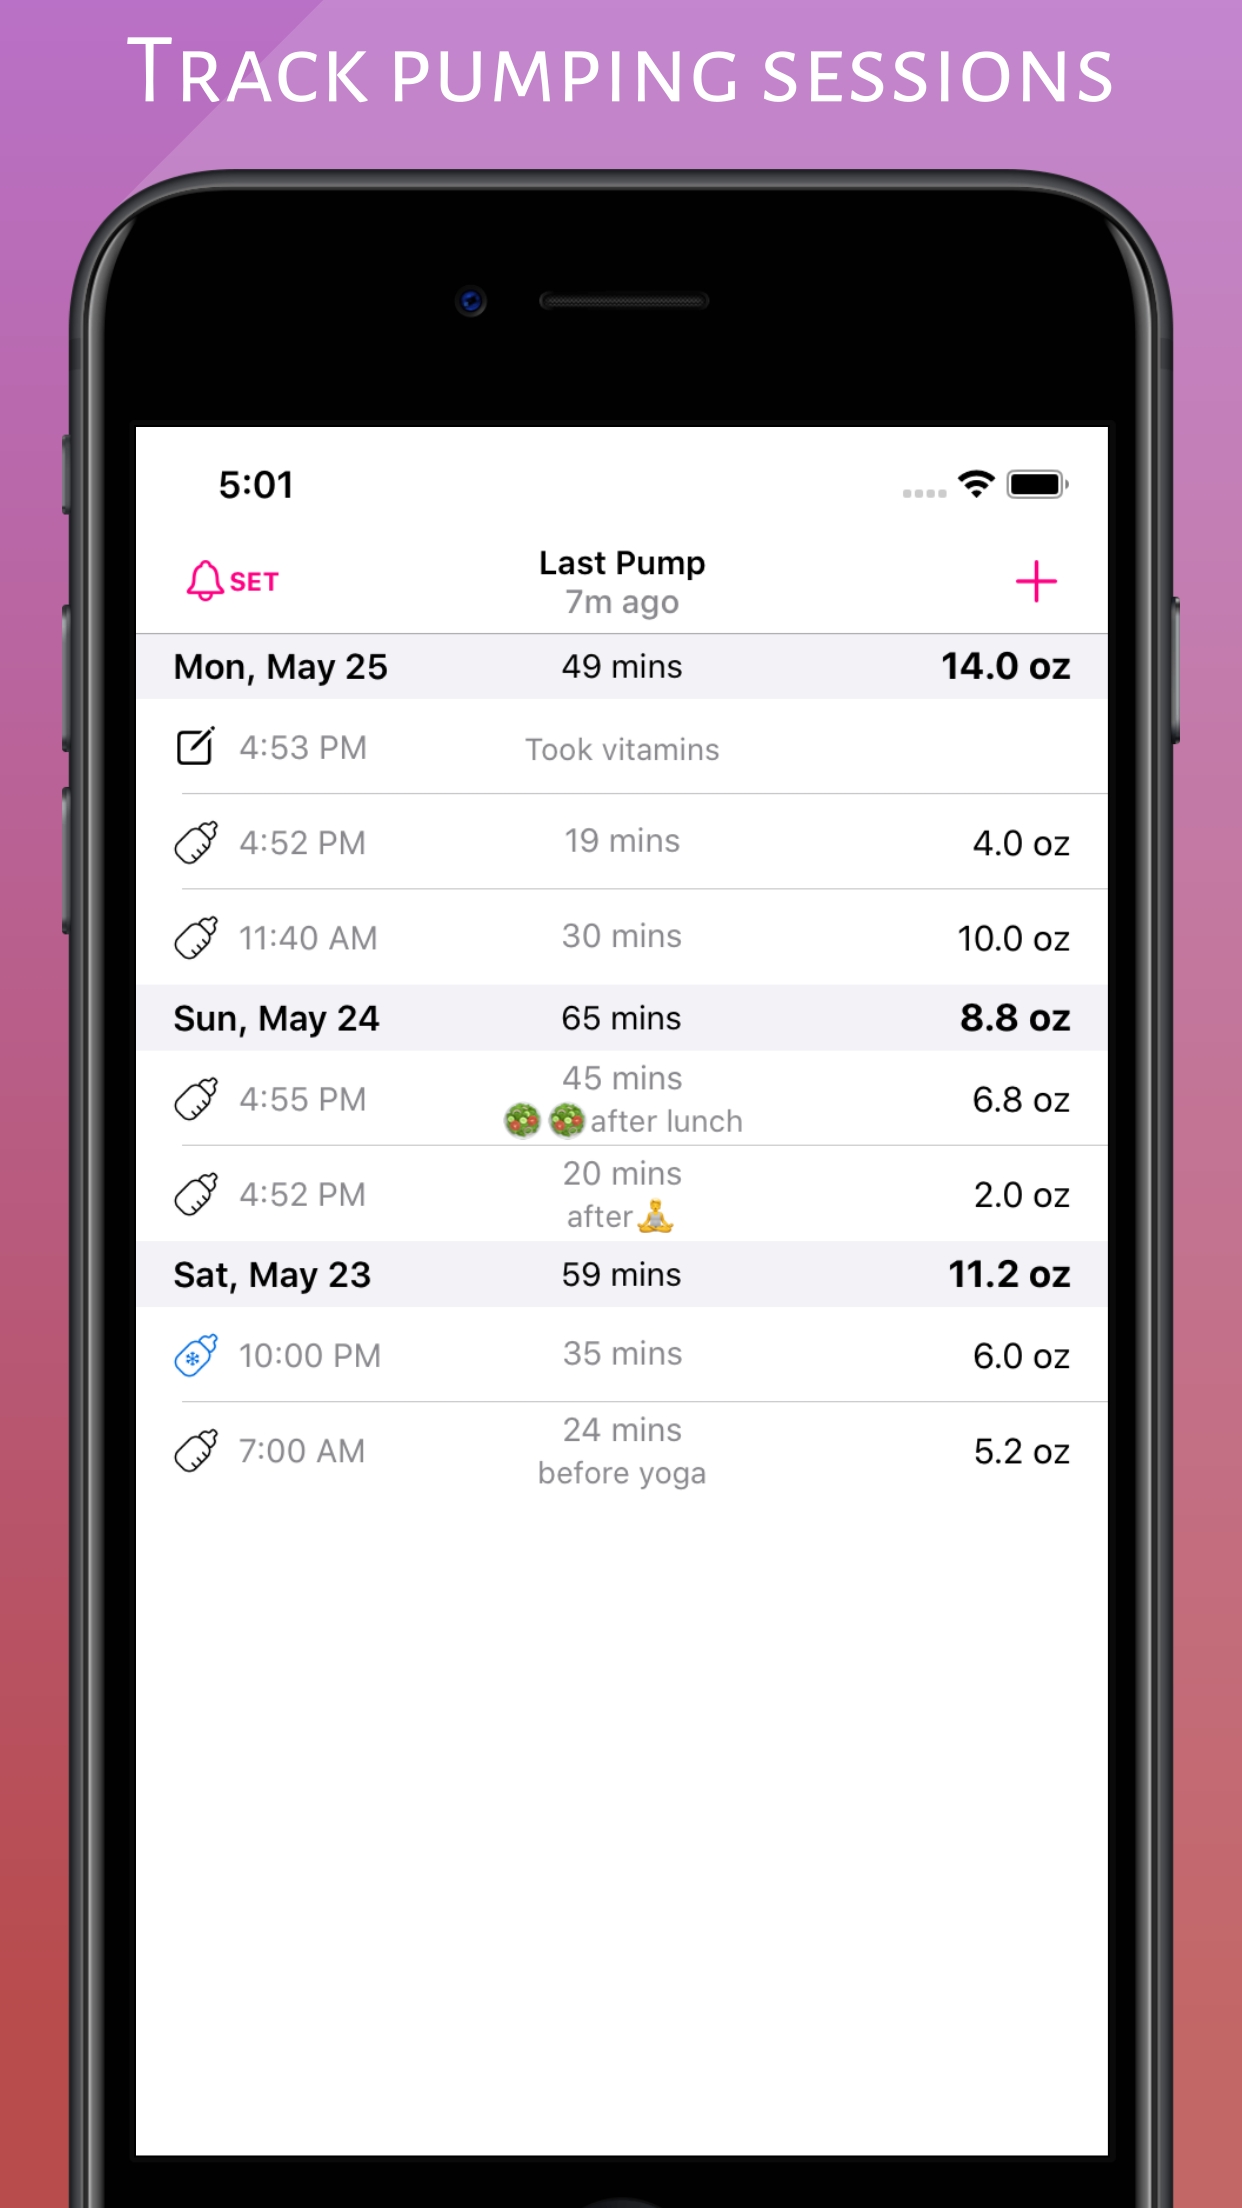 TRACK PUMPING SESSIONS
5:01
SET
Last Pump
7m ago
Mon, May 25 49 mins 14.0 oz
4:53 PM Took vitamins
4:52 PM 19 mins 4.0 oz
11:40 AM 30 mins 10.0 oz
Sun, May 24 65 mins 8.8 oz
4:55 PM 45 mins 6.8 oz
🥗🥗after lunch
4:52 PM 20 mins 2.0 oz
after🧘
Sat, May 23 59 mins 11.2 oz
10:00 PM 35 mins 6.0 oz
7:00 AM 24 mins 5.2 oz
before yoga